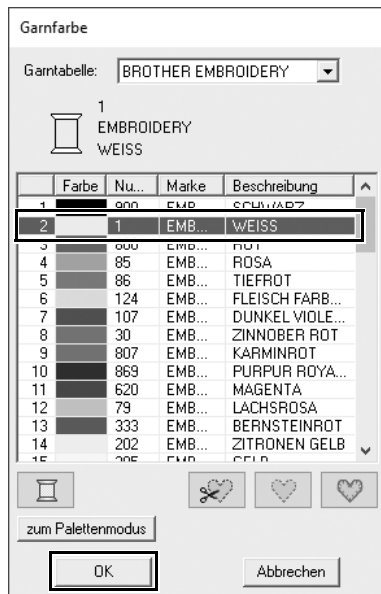 Garnfarbe
Garntabelle: BROTHER EMBROIDERY
1
EMBROIDERY
WEISS
Farbe Nu... Marke Beschreibung
1 900 EMB... SCHWARZ
2 1 EMB... WEISS
3 800 EMB... ROT
4 85 EMB... ROSA
5 86 EMB... TIEFROT
6 124 EMB... FLEISCH FARB...
7 107 EMB... DUNKEL VIOLE...
8 30 EMB... ZINNOBER ROT
9 807 EMB... KARMINROT
10 869 EMB... PURPUR ROYA...
11 620 EMB... MAGENTA
12 79 EMB... LACHSROSA
13 333 EMB... BERNSTEINROT
14 202 EMB... ZITRONEN GELB
15 205 EMB... GELB
zum Palettenmodus
OK Abbrechen